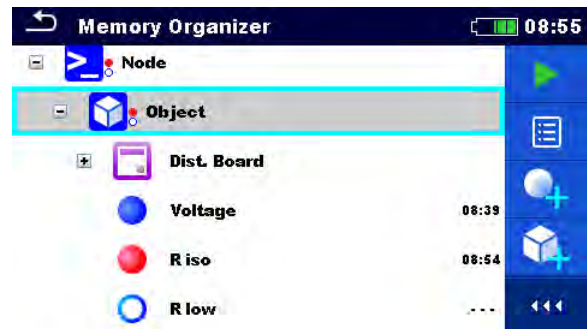 Memory Organizer 08:55
Node
Object
Dist. Board
Voltage 08:39
R iso 08:54
R low ---